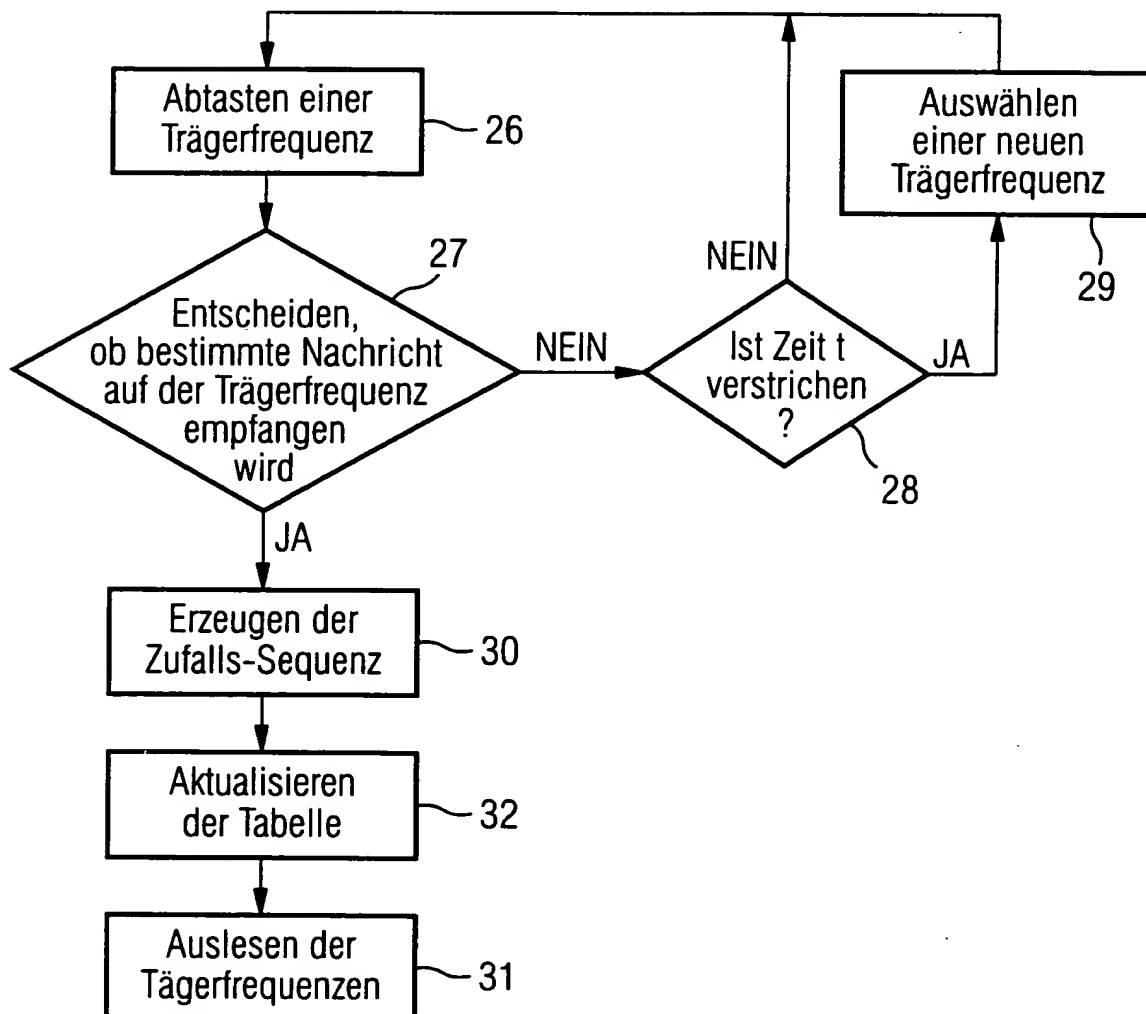 Abtasten einer
Trägerfrequenz
26
Auswählen
einer neuen
Trägerfrequenz
29
27
Entscheiden,
ob bestimmte Nachricht
auf der Trägerfrequenz
empfangen
wird
NEIN
NEIN
Ist Zeit t
verstrichen
?
JA
28
JA
Erzeugen der
Zufalls-Sequenz
30
Aktualisieren
der Tabelle
32
Auslesen der
Tägerfrequenzen
31